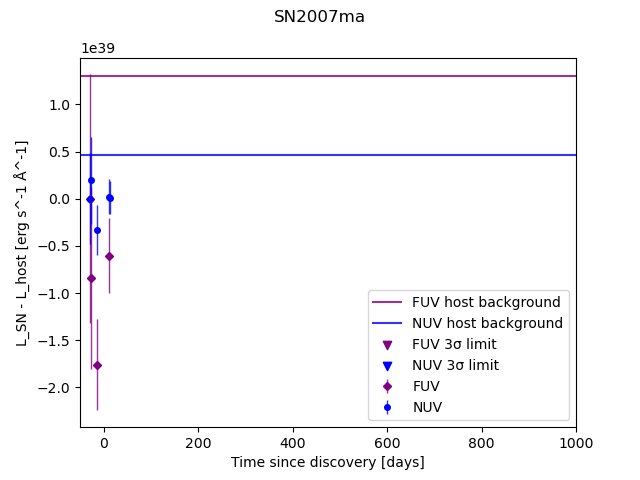 SN2007ma
1e39
L_SN - L_host [erg s^-1 Å^-1]
1.0
0.5
0.0
−0.5
−1.0
−1.5
−2.0
FUV host background
NUV host background
FUV 3σ limit
NUV 3σ limit
FUV
NUV
0 200 400 600 800 1000
Time since discovery [days]